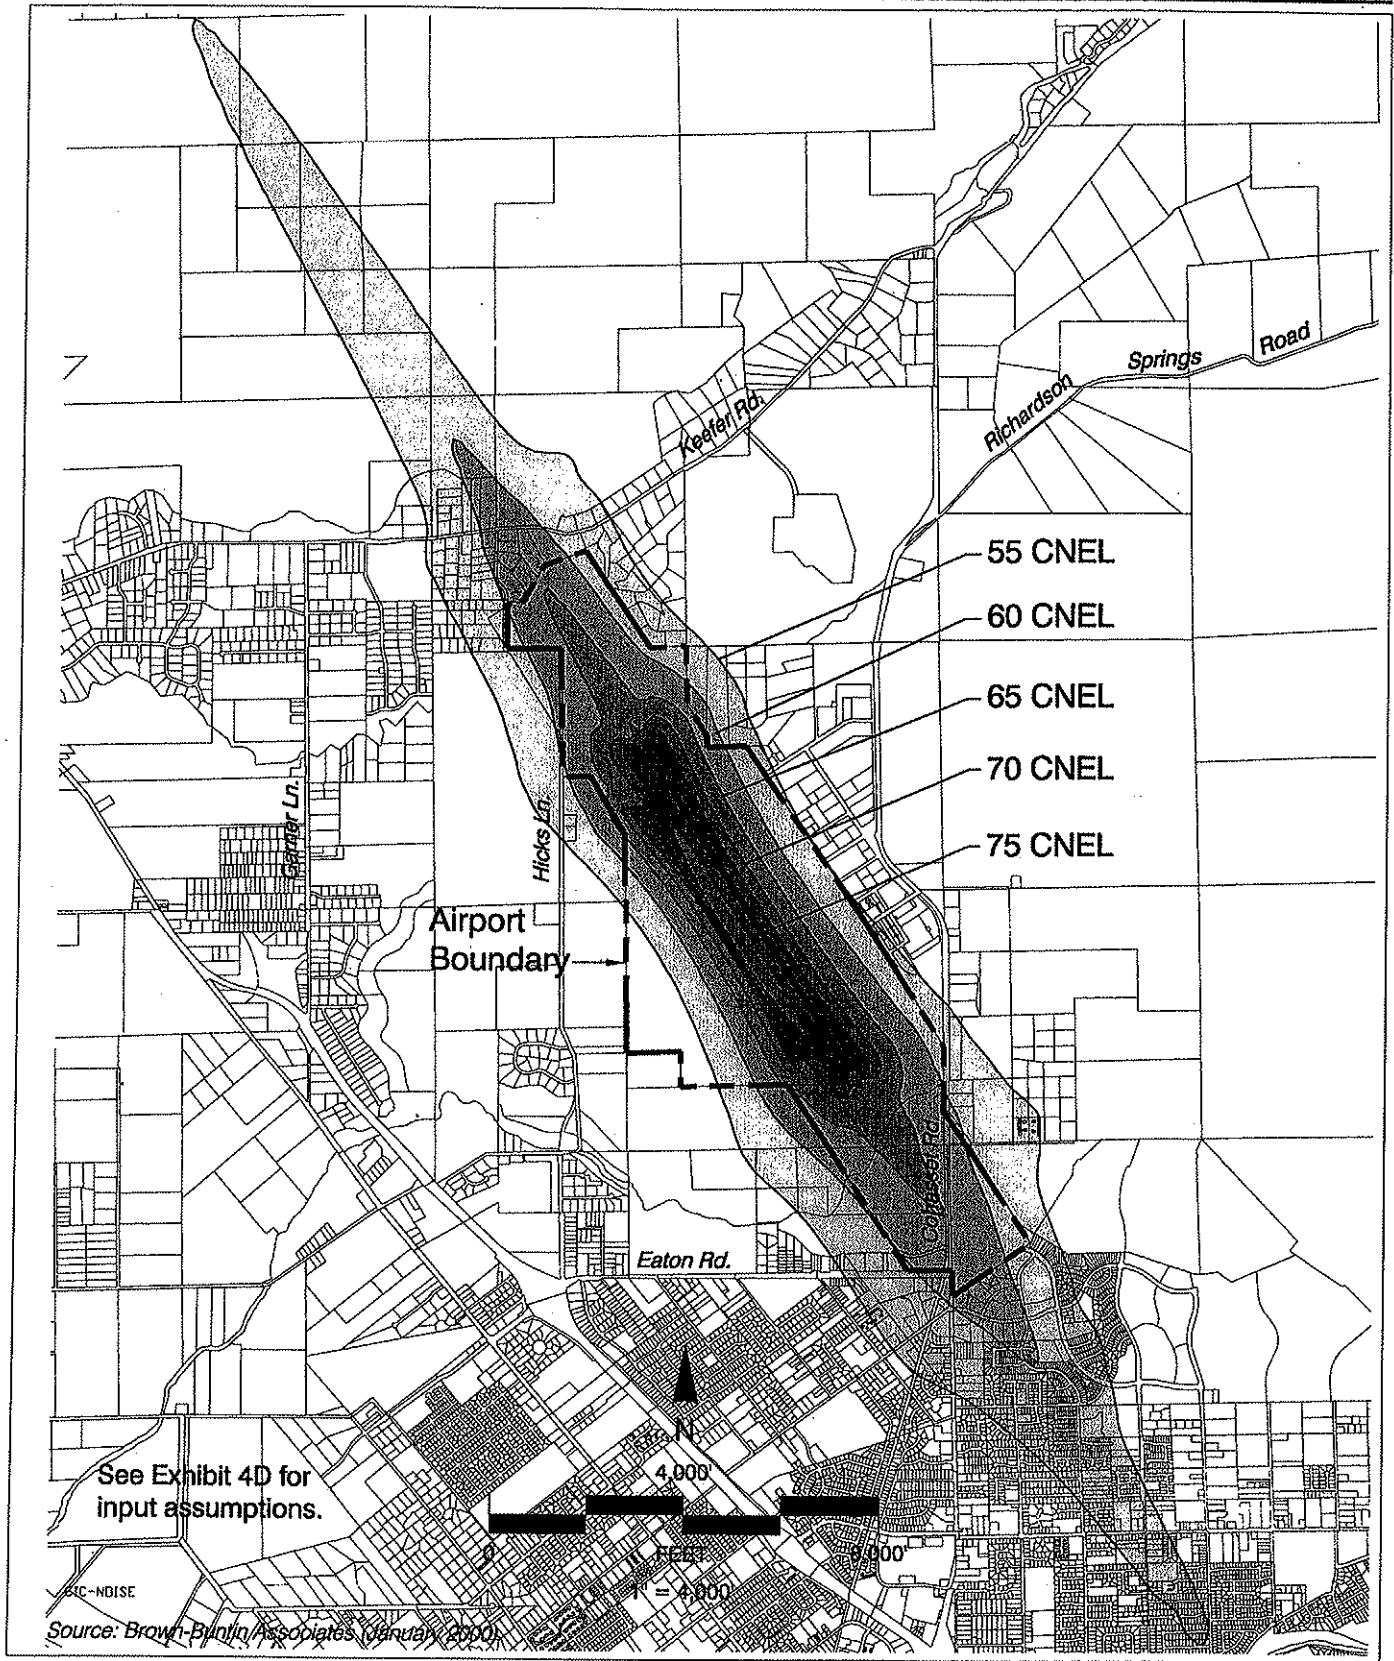 Springs
Road
Richardson
Keefer Rd.
55 CNEL
60 CNEL
65 CNEL
70 CNEL
75 CNEL
Garner Ln.
Hicks Ln.
Airport
Boundary
Cohasset Rd.
Eaton Rd.
N
See Exhibit 4D for
input assumptions.
4,000'
0
FEET
8,000'
1" = 4,000'
CIC-NOISE
Source: Brown-Buntin Associates (January 2000)